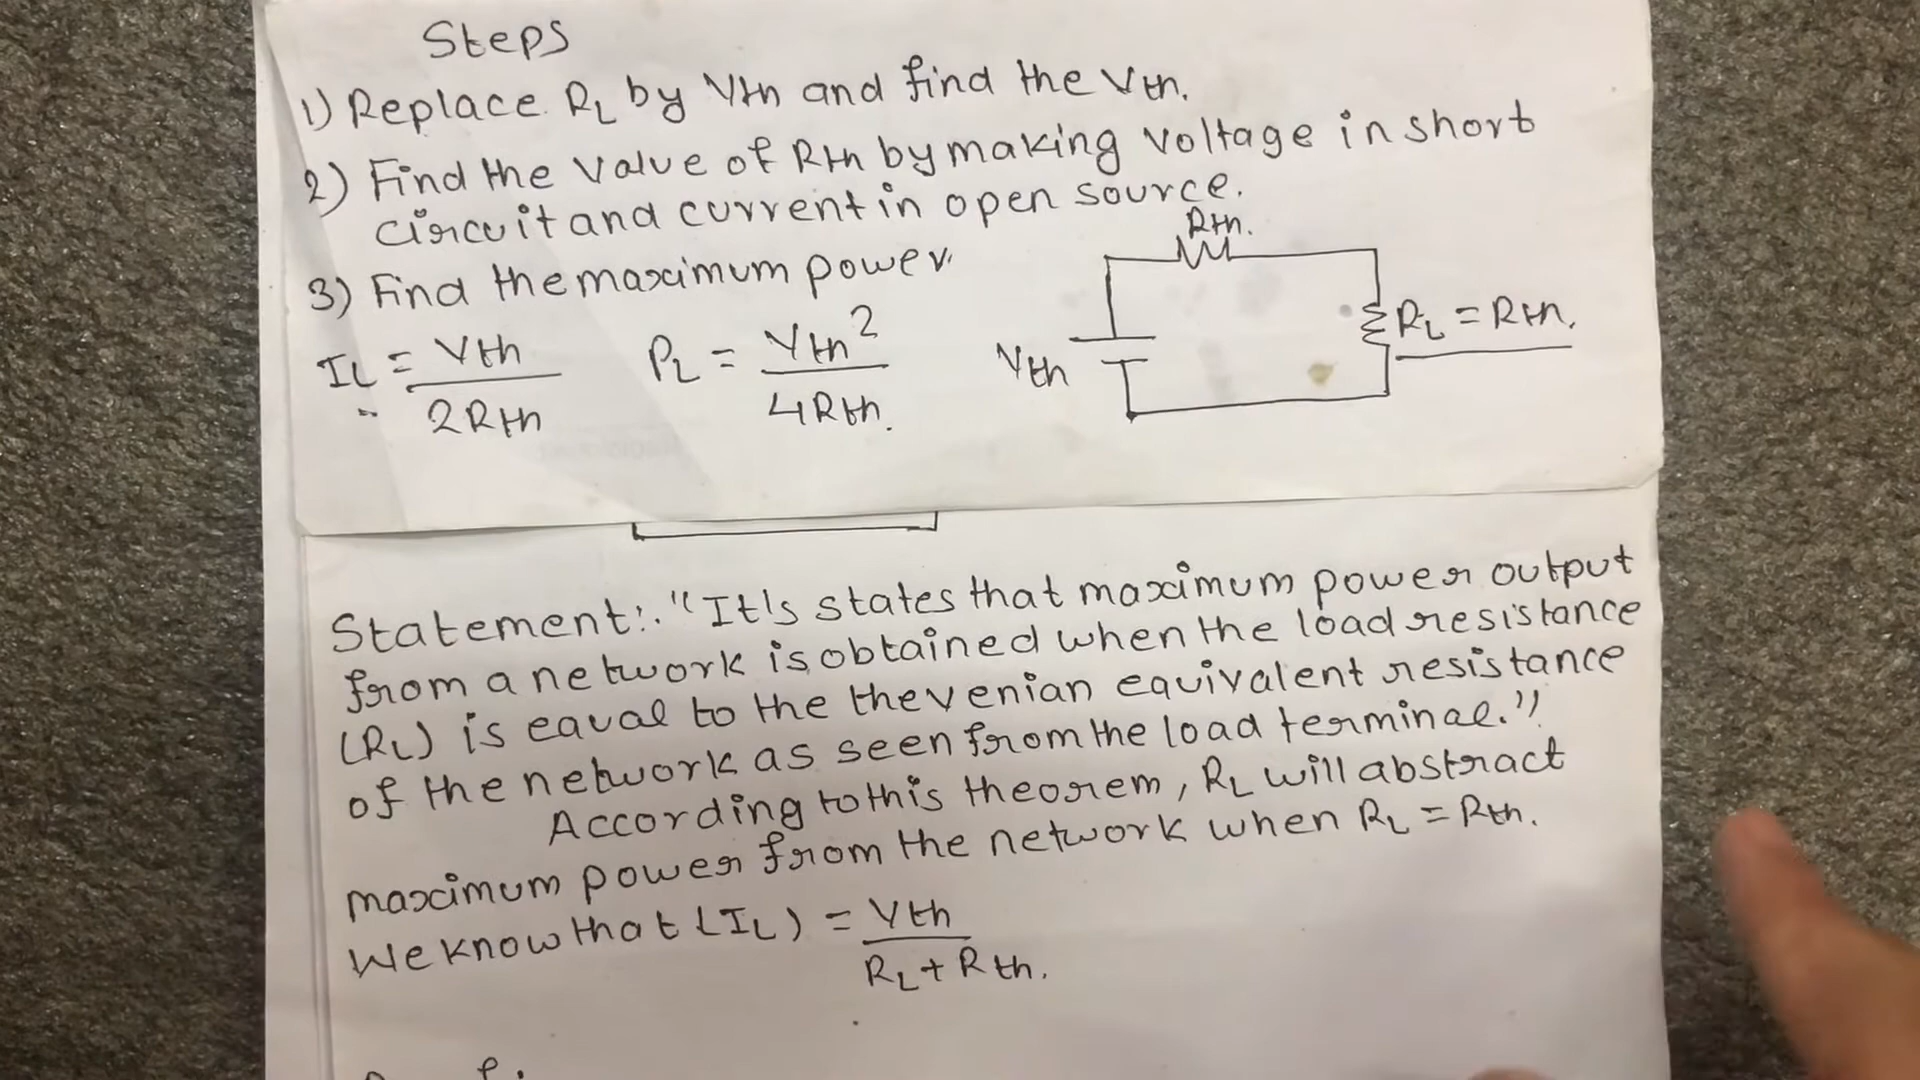 Steps
1) Replace RL by Vth and find the Vth.
2) Find the value of Rth by making voltage in short
circuit and current in open source.
3) Find the maximum power.
IL = Vth / 2Rth
PL = Vth² / 4Rth.
Rth.
Vth
RL = Rth.
Statement:. "It's states that maximum power output
from a network is obtained when the load resistance
(RL) is equal to the thevenian equivalent resistance
of the network as seen from the load terminal."
According to this theorem, RL will abstract
maximum power from the network when RL = Rth.
We know that (IL) = Vth / RL + Rth.